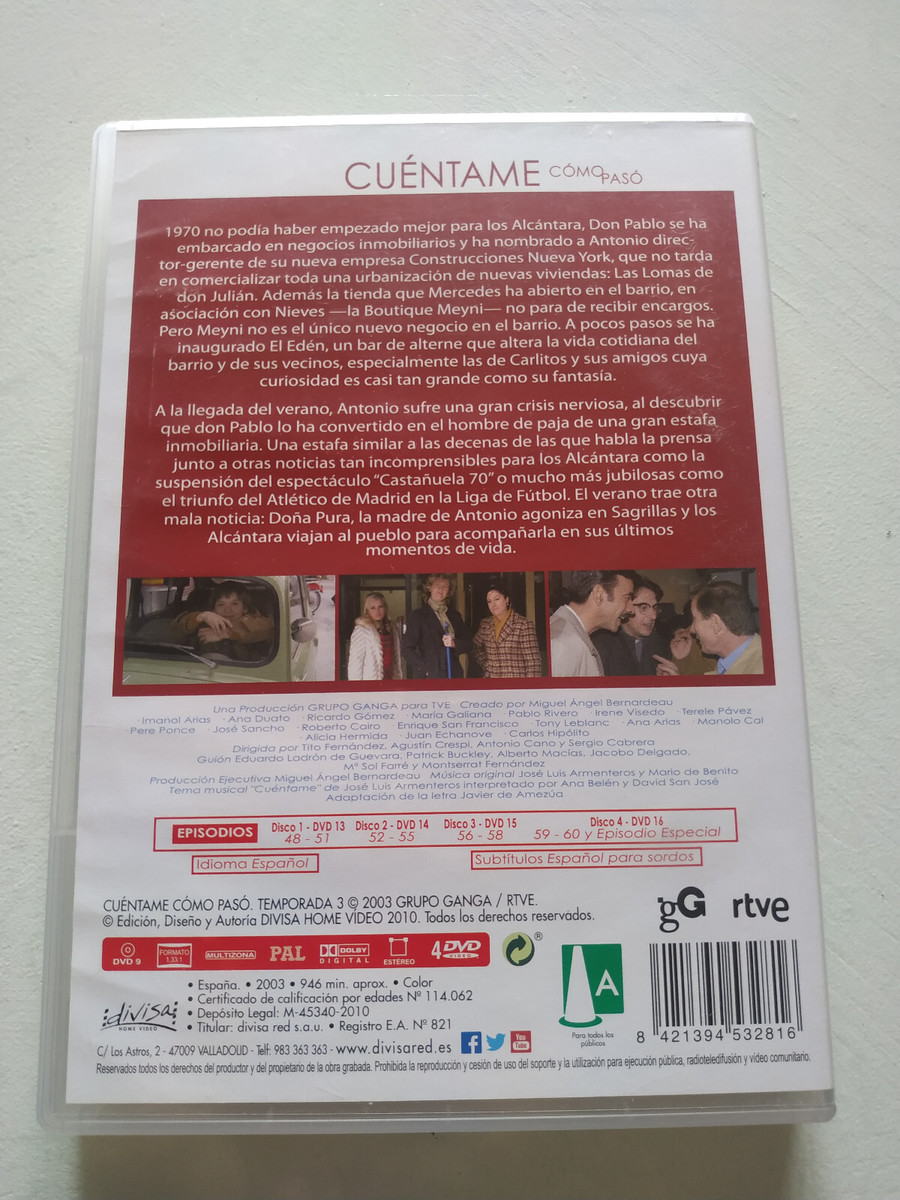 CUÉNTAME CÓMO PASÓ
1970 no podía haber empezado mejor para los Alcántara, Don Pablo se ha
embarcado en negocios inmobiliarios y ha nombrado a Antonio direc-
tor-gerente de su nueva empresa Construcciones Nueva York, que no tarda
en comercializar toda una urbanización de nuevas viviendas: Las Lomas de
don Julián. Además la tienda que Mercedes ha abierto en el barrio, en
asociación con Nieves —la Boutique Meyni— no para de recibir encargos.
Pero Meyni no es el único nuevo negocio en el barrio. A pocos pasos se ha
inaugurado El Edén, un bar de alterne que altera la vida cotidiana del
barrio y de sus vecinos, especialmente las de Carlitos y sus amigos cuya
curiosidad es casi tan grande como su fantasía.
A la llegada del verano, Antonio sufre una gran crisis nerviosa, al descubrir
que don Pablo lo ha convertido en el hombre de paja de una gran estafa
inmobiliaria. Una estafa similar a las decenas de las que habla la prensa
junto a otras noticias tan incomprensibles para los Alcántara como la
suspensión del espectáculo "Castañuela 70" o mucho más jubilosas como
el triunfo del Atlético de Madrid en la Liga de Fútbol. El verano trae otra
mala noticia: Doña Pura, la madre de Antonio agoniza en Sagrillas y los
Alcántara viajan al pueblo para acompañarla en sus últimos
momentos de vida.
Una Producción GRUPO GANGA para TVE Creado por Miguel Ángel Bernardeau
· Imanol Arias · Ana Duato · Ricardo Gómez · María Galiana · Pablo Rivero · Irene Visedo · Terele Pávez
· Pere Ponce · José Sancho · Roberto Cairo · Enrique San Francisco · Tony Leblanc · Ana Arias · Manolo Cal
· Alicia Hermida · Juan Echanove · Carlos Hipólito
Dirigida por Tito Fernández, Agustín Crespi, Antonio Cano y Sergio Cabrera
Guión Eduardo Ladrón de Guevara, Patrick Buckley, Alberto Macías, Jacobo Delgado,
Mª Sol Farré y Montserrat Fernández
Producción Ejecutiva Miguel Ángel Bernardeau Música original José Luis Armenteros y Mario de Benito
Tema musical "Cuéntame" de José Luis Armenteros interpretado por Ana Belén y David San José
Adaptación de la letra Javier de Amezúa
EPISODIOS Disco 1 - DVD 13 Disco 2 - DVD 14 Disco 3 - DVD 15 Disco 4 - DVD 16
48 - 51 52 - 55 56 - 58 59 - 60 y Episodio Especial
Idioma Español Subtítulos Español para sordos
CUÉNTAME CÓMO PASÓ. TEMPORADA 3 © 2003 GRUPO GANGA / RTVE.
© Edición, Diseño y Autoría DIVISA HOME VÍDEO 2010. Todos los derechos reservados.
gG rtve
DVD 9 FORMATO 1.33:1 MULTIZONA PAL DOLBY DIGITAL ESTÉREO 4 DVD VIDEO ®
• España. • 2003 • 946 min. aprox. • Color
• Certificado de calificación por edades Nº 114.062
• Depósito Legal: M-45340-2010
• Titular: divisa red s.a.u. • Registro E.A. Nº 821
divisa HOME VIDEO
A
Para todos los
públicos
8 421394 532816
C/ Los Astros, 2 - 47009 VALLADOLID - Telf: 983 363 363 - www.divisared.es You Tube
Reservados todos los derechos del productor y del propietario de la obra grabada. Prohibida la reproducción y cesión de uso del soporte y la utilización para ejecución pública, radioteledifusión y video comunitario.